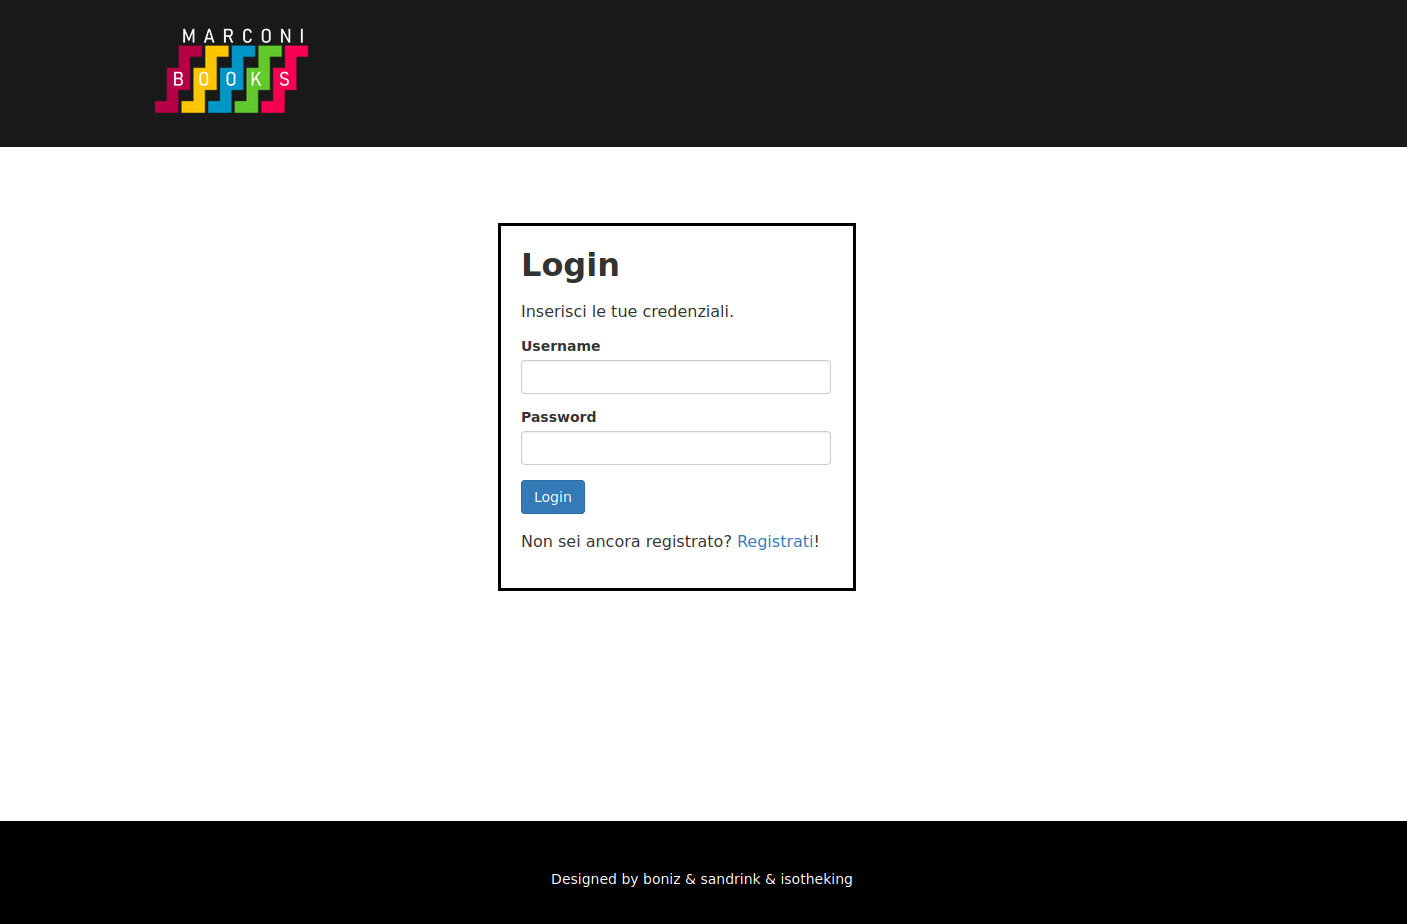 MARCONI
BOOKS
Login
Inserisci le tue credenziali.
Username
Password
Login
Non sei ancora registrato? Registrati!
Designed by boniz & sandrink & isotheking